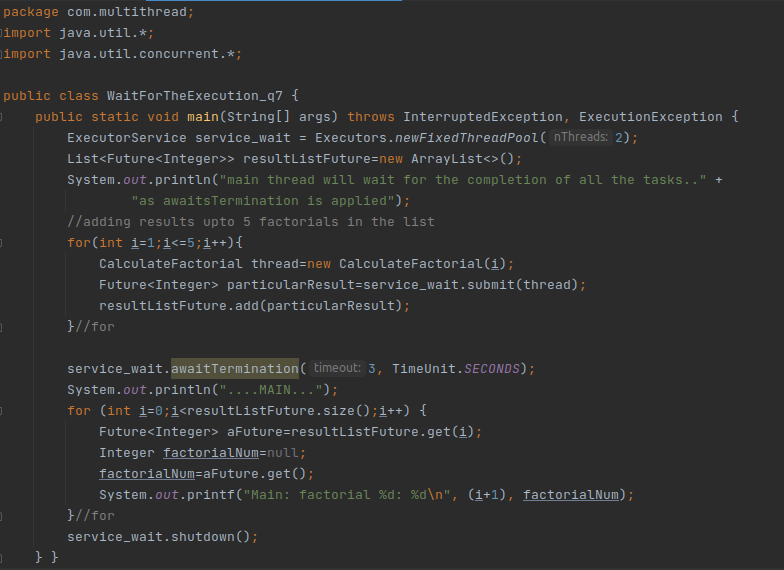 package com.multithread;
import java.util.*;
import java.util.concurrent.*;

public class WaitForTheExecution_q7 {
    public static void main(String[] args) throws InterruptedException, ExecutionException {
        ExecutorService service_wait = Executors.newFixedThreadPool( nThreads: 2);
        List<Future<Integer>> resultListFuture=new ArrayList<>();
        System.out.println("main thread will wait for the completion of all the tasks.." +
                "as awaitsTermination is applied");
        //adding results upto 5 factorials in the list
        for(int i=1;i<=5;i++){
            CalculateFactorial thread=new CalculateFactorial(i);
            Future<Integer> particularResult=service_wait.submit(thread);
            resultListFuture.add(particularResult);
        }//for

        service_wait.awaitTermination( timeout: 3, TimeUnit.SECONDS);
        System.out.println("....MAIN...");
        for (int i=0;i<resultListFuture.size();i++) {
            Future<Integer> aFuture=resultListFuture.get(i);
            Integer factorialNum=null;
            factorialNum=aFuture.get();
            System.out.printf("Main: factorial %d: %d\n", (i+1), factorialNum);
        }//for
        service_wait.shutdown();
    } }